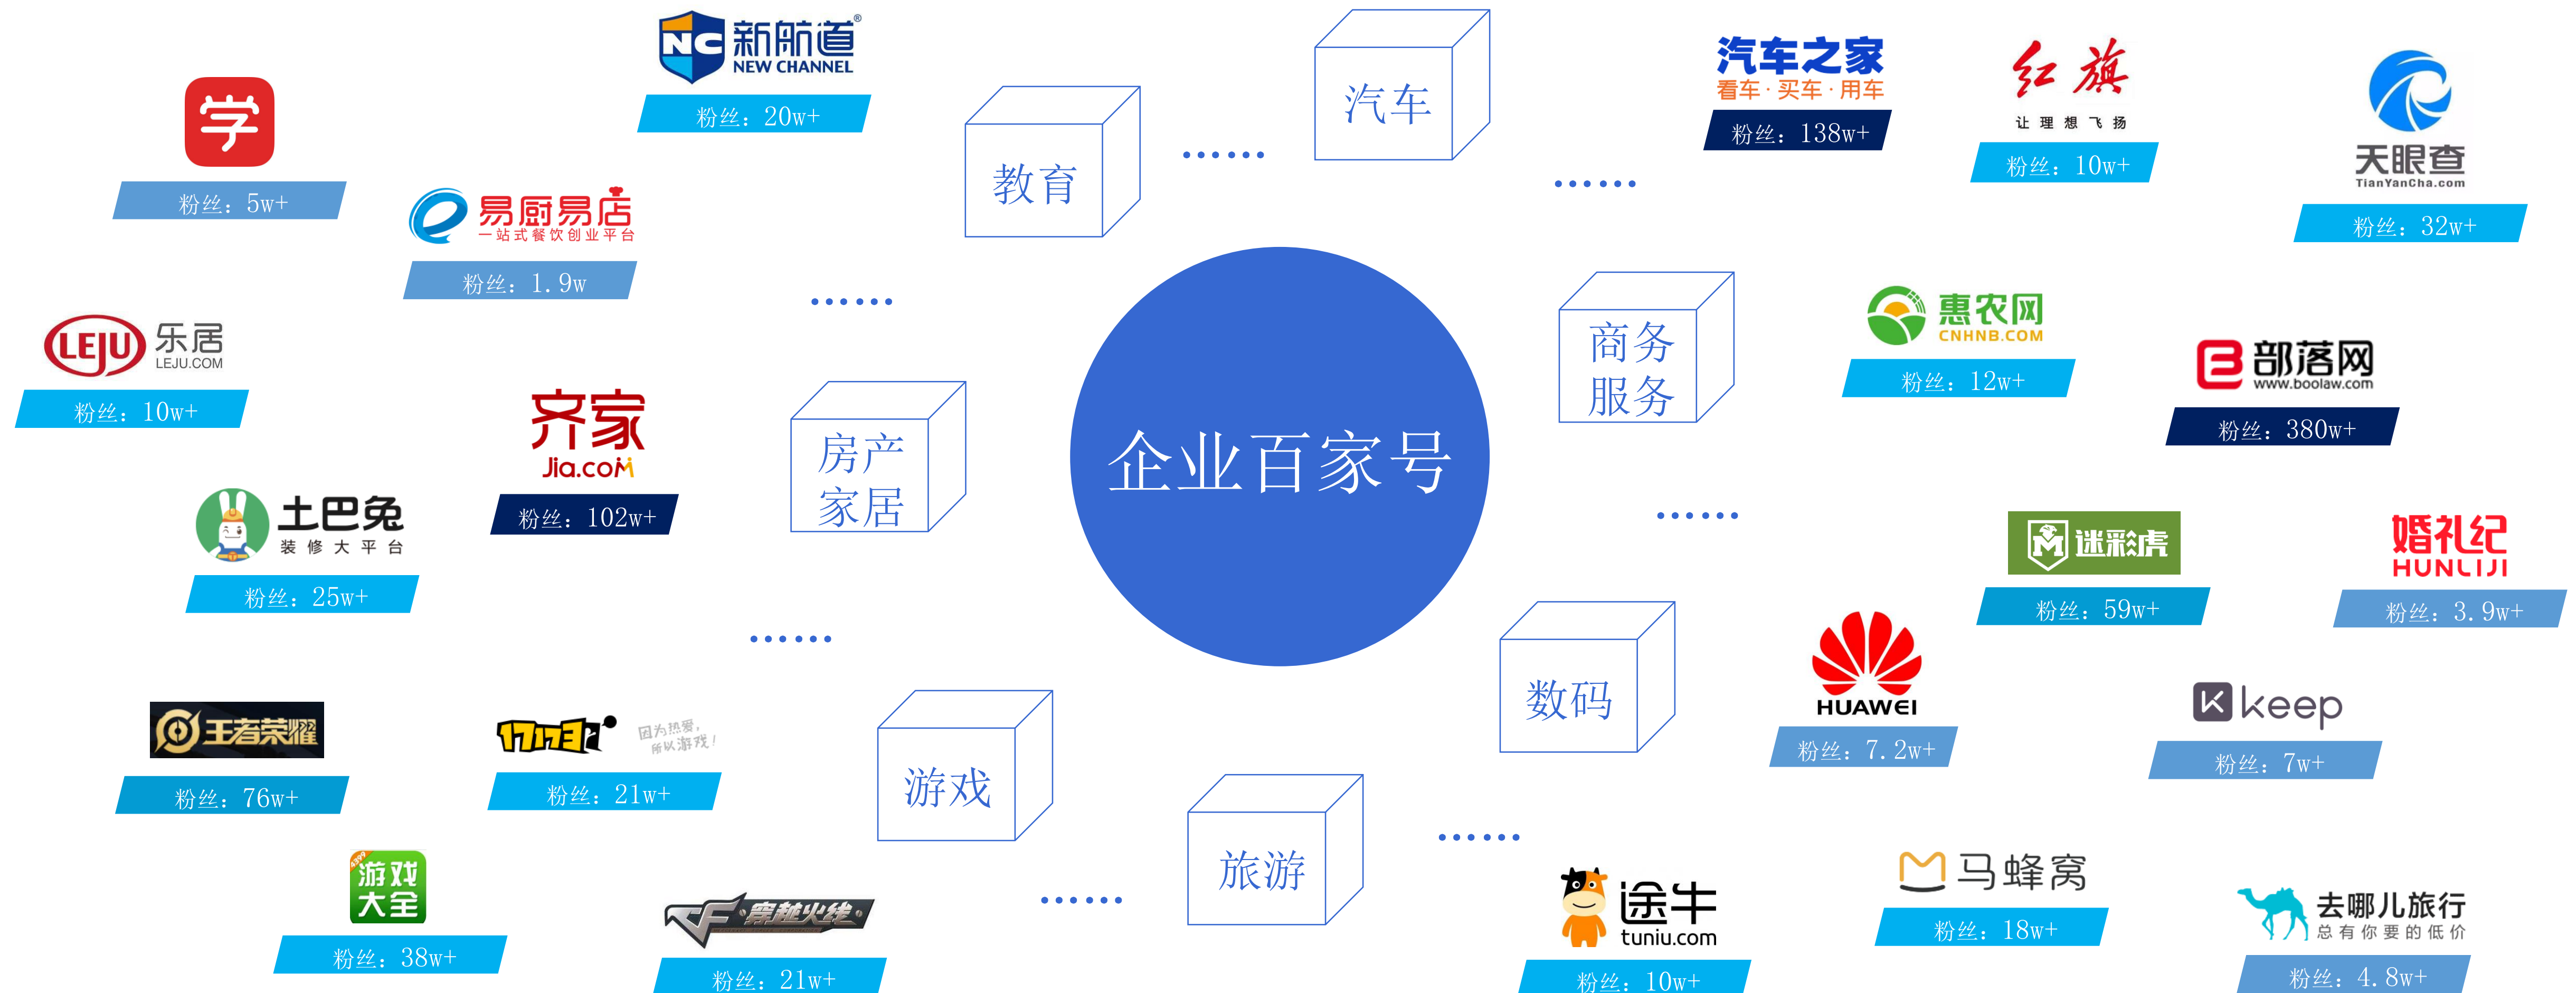 NC 新航道®
NEW CHANNEL
粉丝：20w+
学
粉丝：5w+
易厨易店
一站式餐饮创业平台
粉丝：1.9w
教育
汽车
汽车之家
看车·买车·用车
粉丝：138w+
红旗
让理想飞扬
粉丝：10w+
天眼查
TianYanCha.com
粉丝：32w+
LEJU 乐居
LEJU.COM
粉丝：10w+
齐家
Jia.com
粉丝：102w+
土巴兔
装修大平台
粉丝：25w+
房产
家居
企业百家号
商务
服务
惠农网
CNHNB.COM
粉丝：12w+
部落网
www.boolaw.com
粉丝：380w+
迷彩虎
粉丝：59w+
婚礼纪
HUNLIJI
粉丝：3.9w+
王者荣耀
粉丝：76w+
17173
因为热爱，
所以游戏！
粉丝：21w+
游戏
数码
HUAWEI
粉丝：7.2w+
K keep
粉丝：7w+
4399
游戏
大全
粉丝：38w+
CF 穿越火线
粉丝：21w+
旅游
途牛
tuniu.com
粉丝：10w+
马蜂窝
粉丝：18w+
去哪儿旅行
总有你要的低价
粉丝：4.8w+